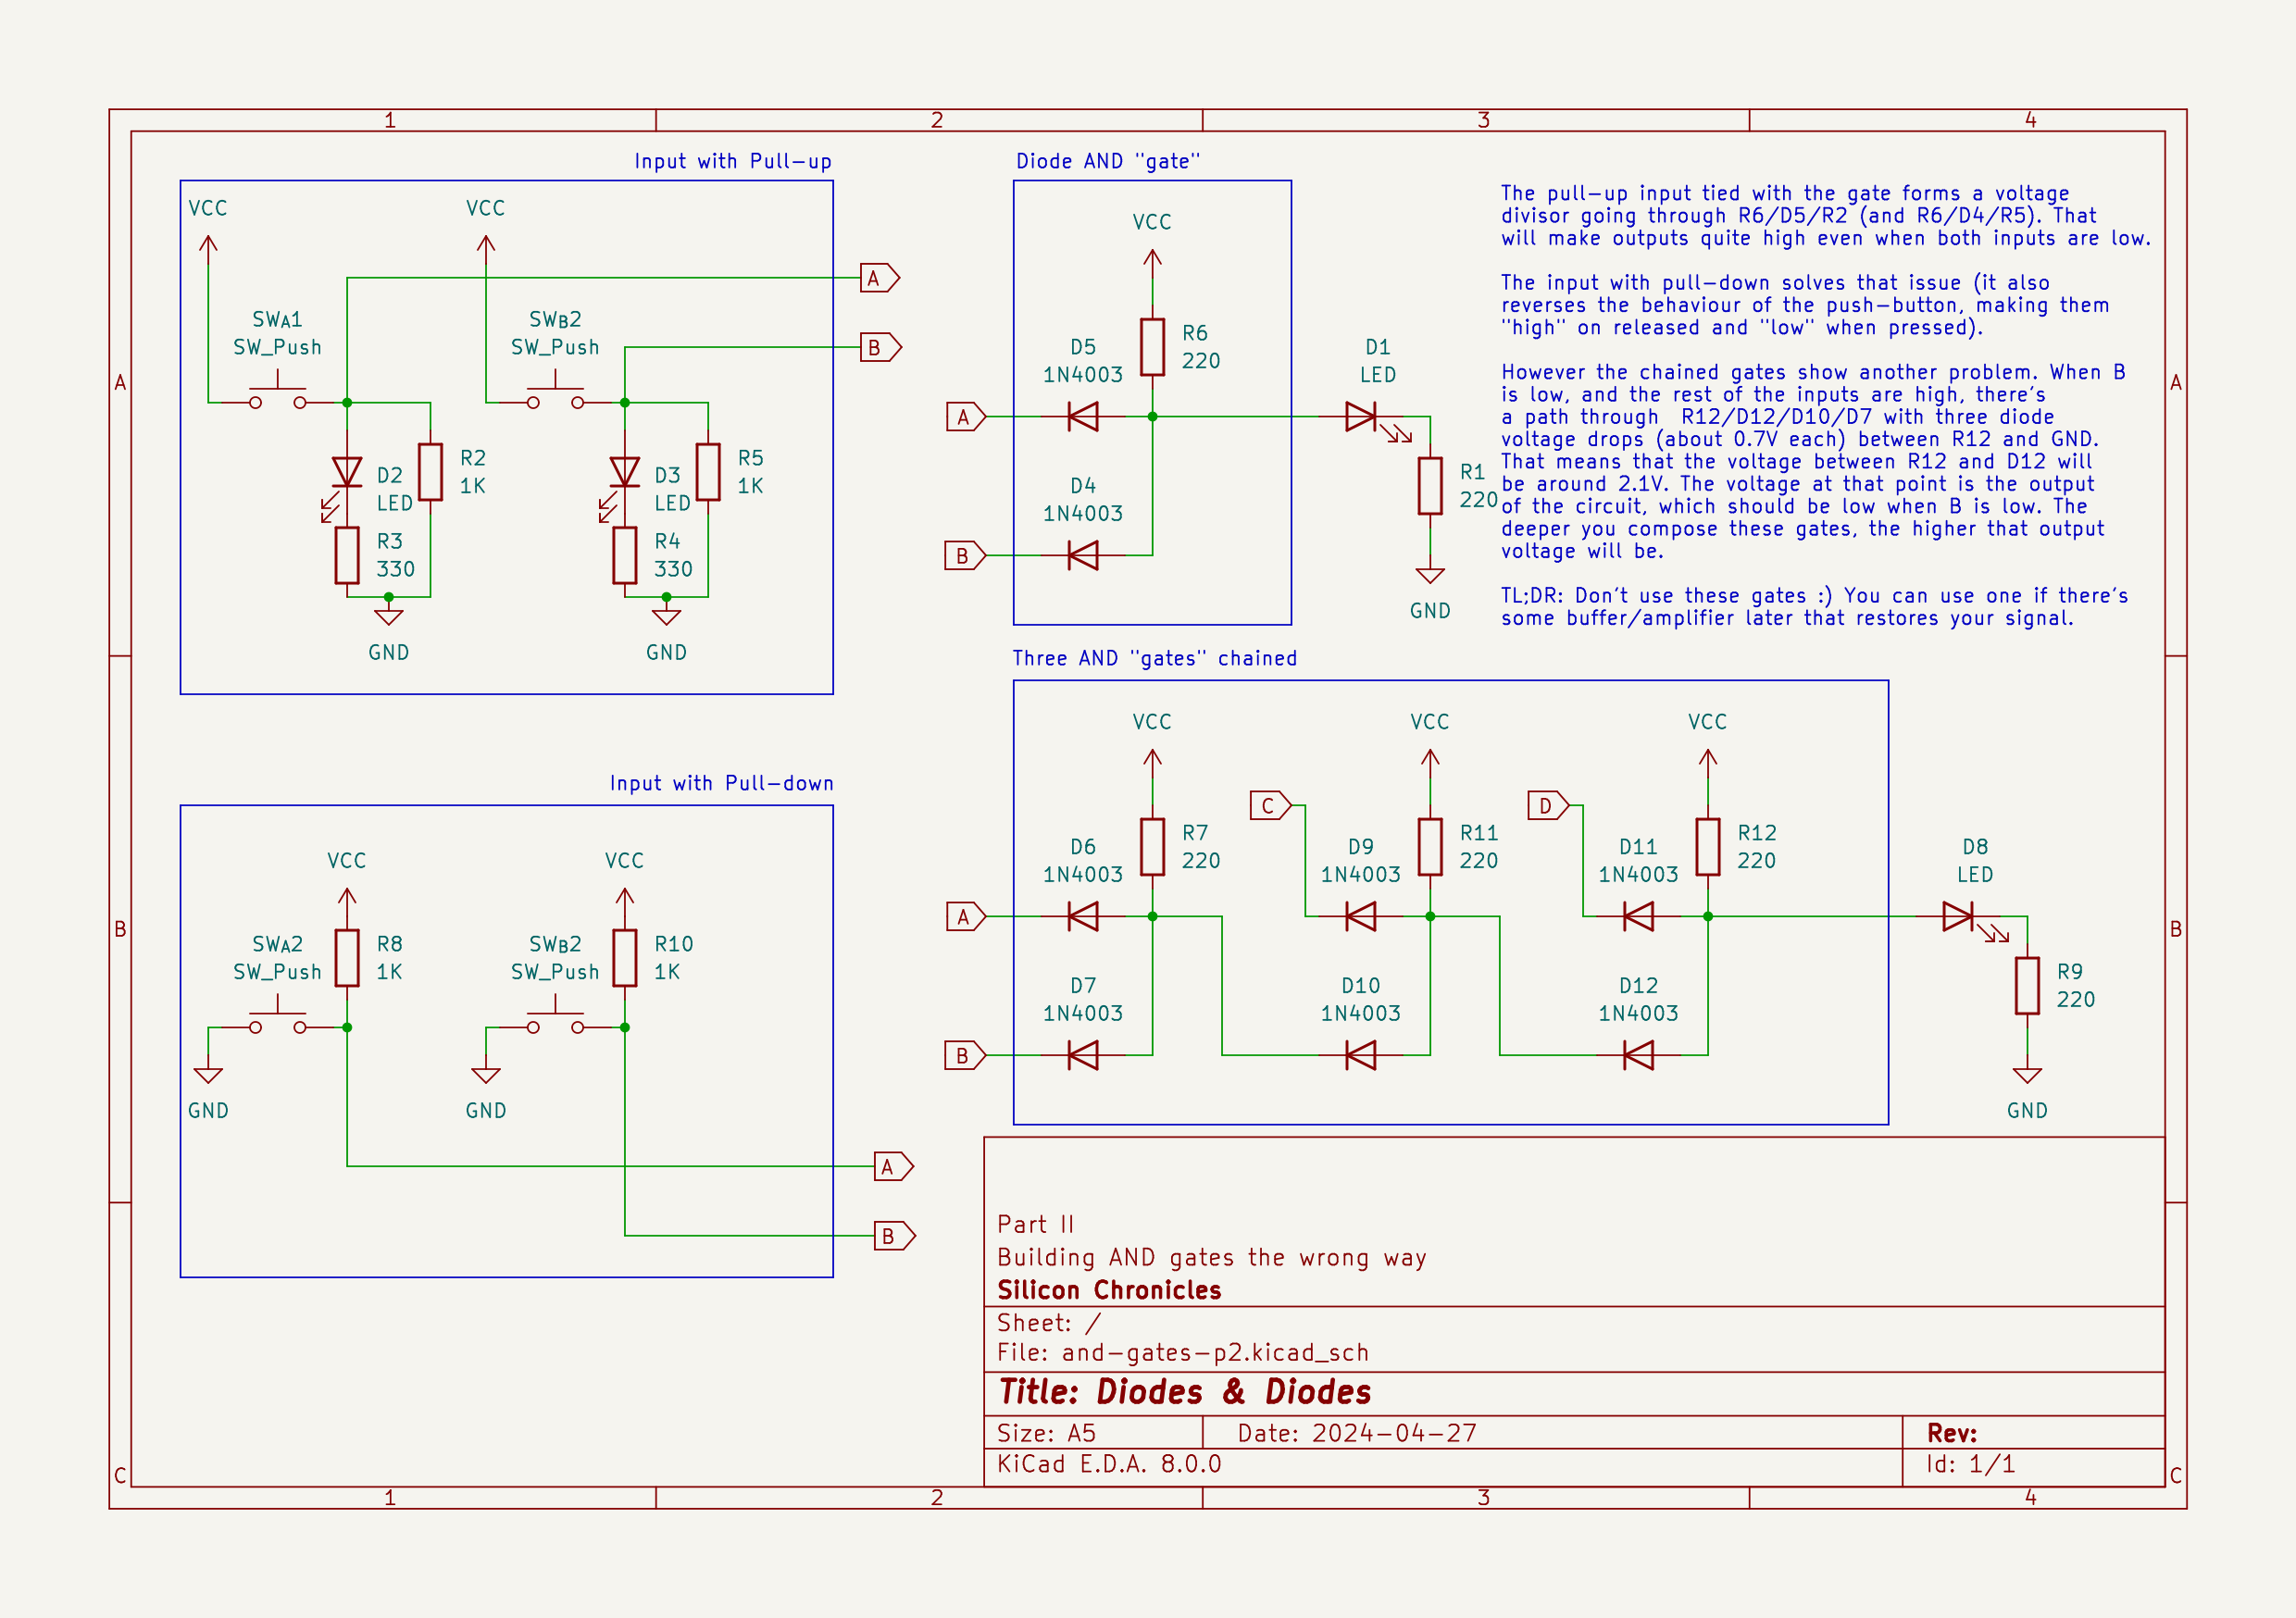 1
2
3
4
Input with Pull-up
VCC
VCC
A
B
SWA1
SW_Push
SWB2
SW_Push
D2
LED
R2
1K
R3
330
D3
LED
R5
1K
R4
330
GND
GND
Diode AND "gate"
VCC
R6
220
D5
1N4003
A
D4
1N4003
B
D1
LED
R1
220
GND
The pull-up input tied with the gate forms a voltage
divisor going through R6/D5/R2 (and R6/D4/R5). That
will make outputs quite high even when both inputs are low.
The input with pull-down solves that issue (it also
reverses the behaviour of the push-button, making them
"high" on released and "low" when pressed).
However the chained gates show another problem. When B
is low, and the rest of the inputs are high, there's
a path through  R12/D12/D10/D7 with three diode
voltage drops (about 0.7V each) between R12 and GND.
That means that the voltage between R12 and D12 will
be around 2.1V. The voltage at that point is the output
of the circuit, which should be low when B is low. The
deeper you compose these gates, the higher that output
voltage will be.
TL;DR: Don't use these gates :) You can use one if there's
some buffer/amplifier later that restores your signal.
A
A
Input with Pull-down
VCC
VCC
SWA2
SW_Push
R8
1K
SWB2
SW_Push
R10
1K
GND
GND
A
B
Three AND "gates" chained
VCC
VCC
VCC
C
D
D6
1N4003
R7
220
D9
1N4003
R11
220
D11
1N4003
R12
220
D8
LED
A
D7
1N4003
D10
1N4003
D12
1N4003
R9
220
B
GND
B
B
Part II
Building AND gates the wrong way
Silicon Chronicles
Sheet: /
File: and-gates-p2.kicad_sch
Title: Diodes & Diodes
Size: A5
Date: 2024-04-27
Rev:
KiCad E.D.A. 8.0.0
Id: 1/1
C
C
1
2
3
4